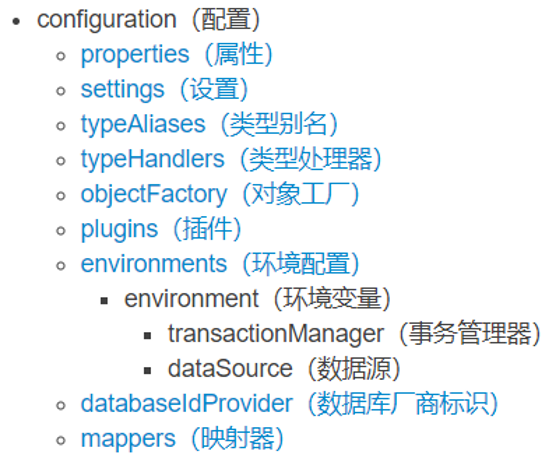 configuration（配置）
properties（属性）
settings（设置）
typeAliases（类型别名）
typeHandlers（类型处理器）
objectFactory（对象工厂）
plugins（插件）
environments（环境配置）
environment（环境变量）
transactionManager（事务管理器）
dataSource（数据源）
databaseIdProvider（数据库厂商标识）
mappers（映射器）